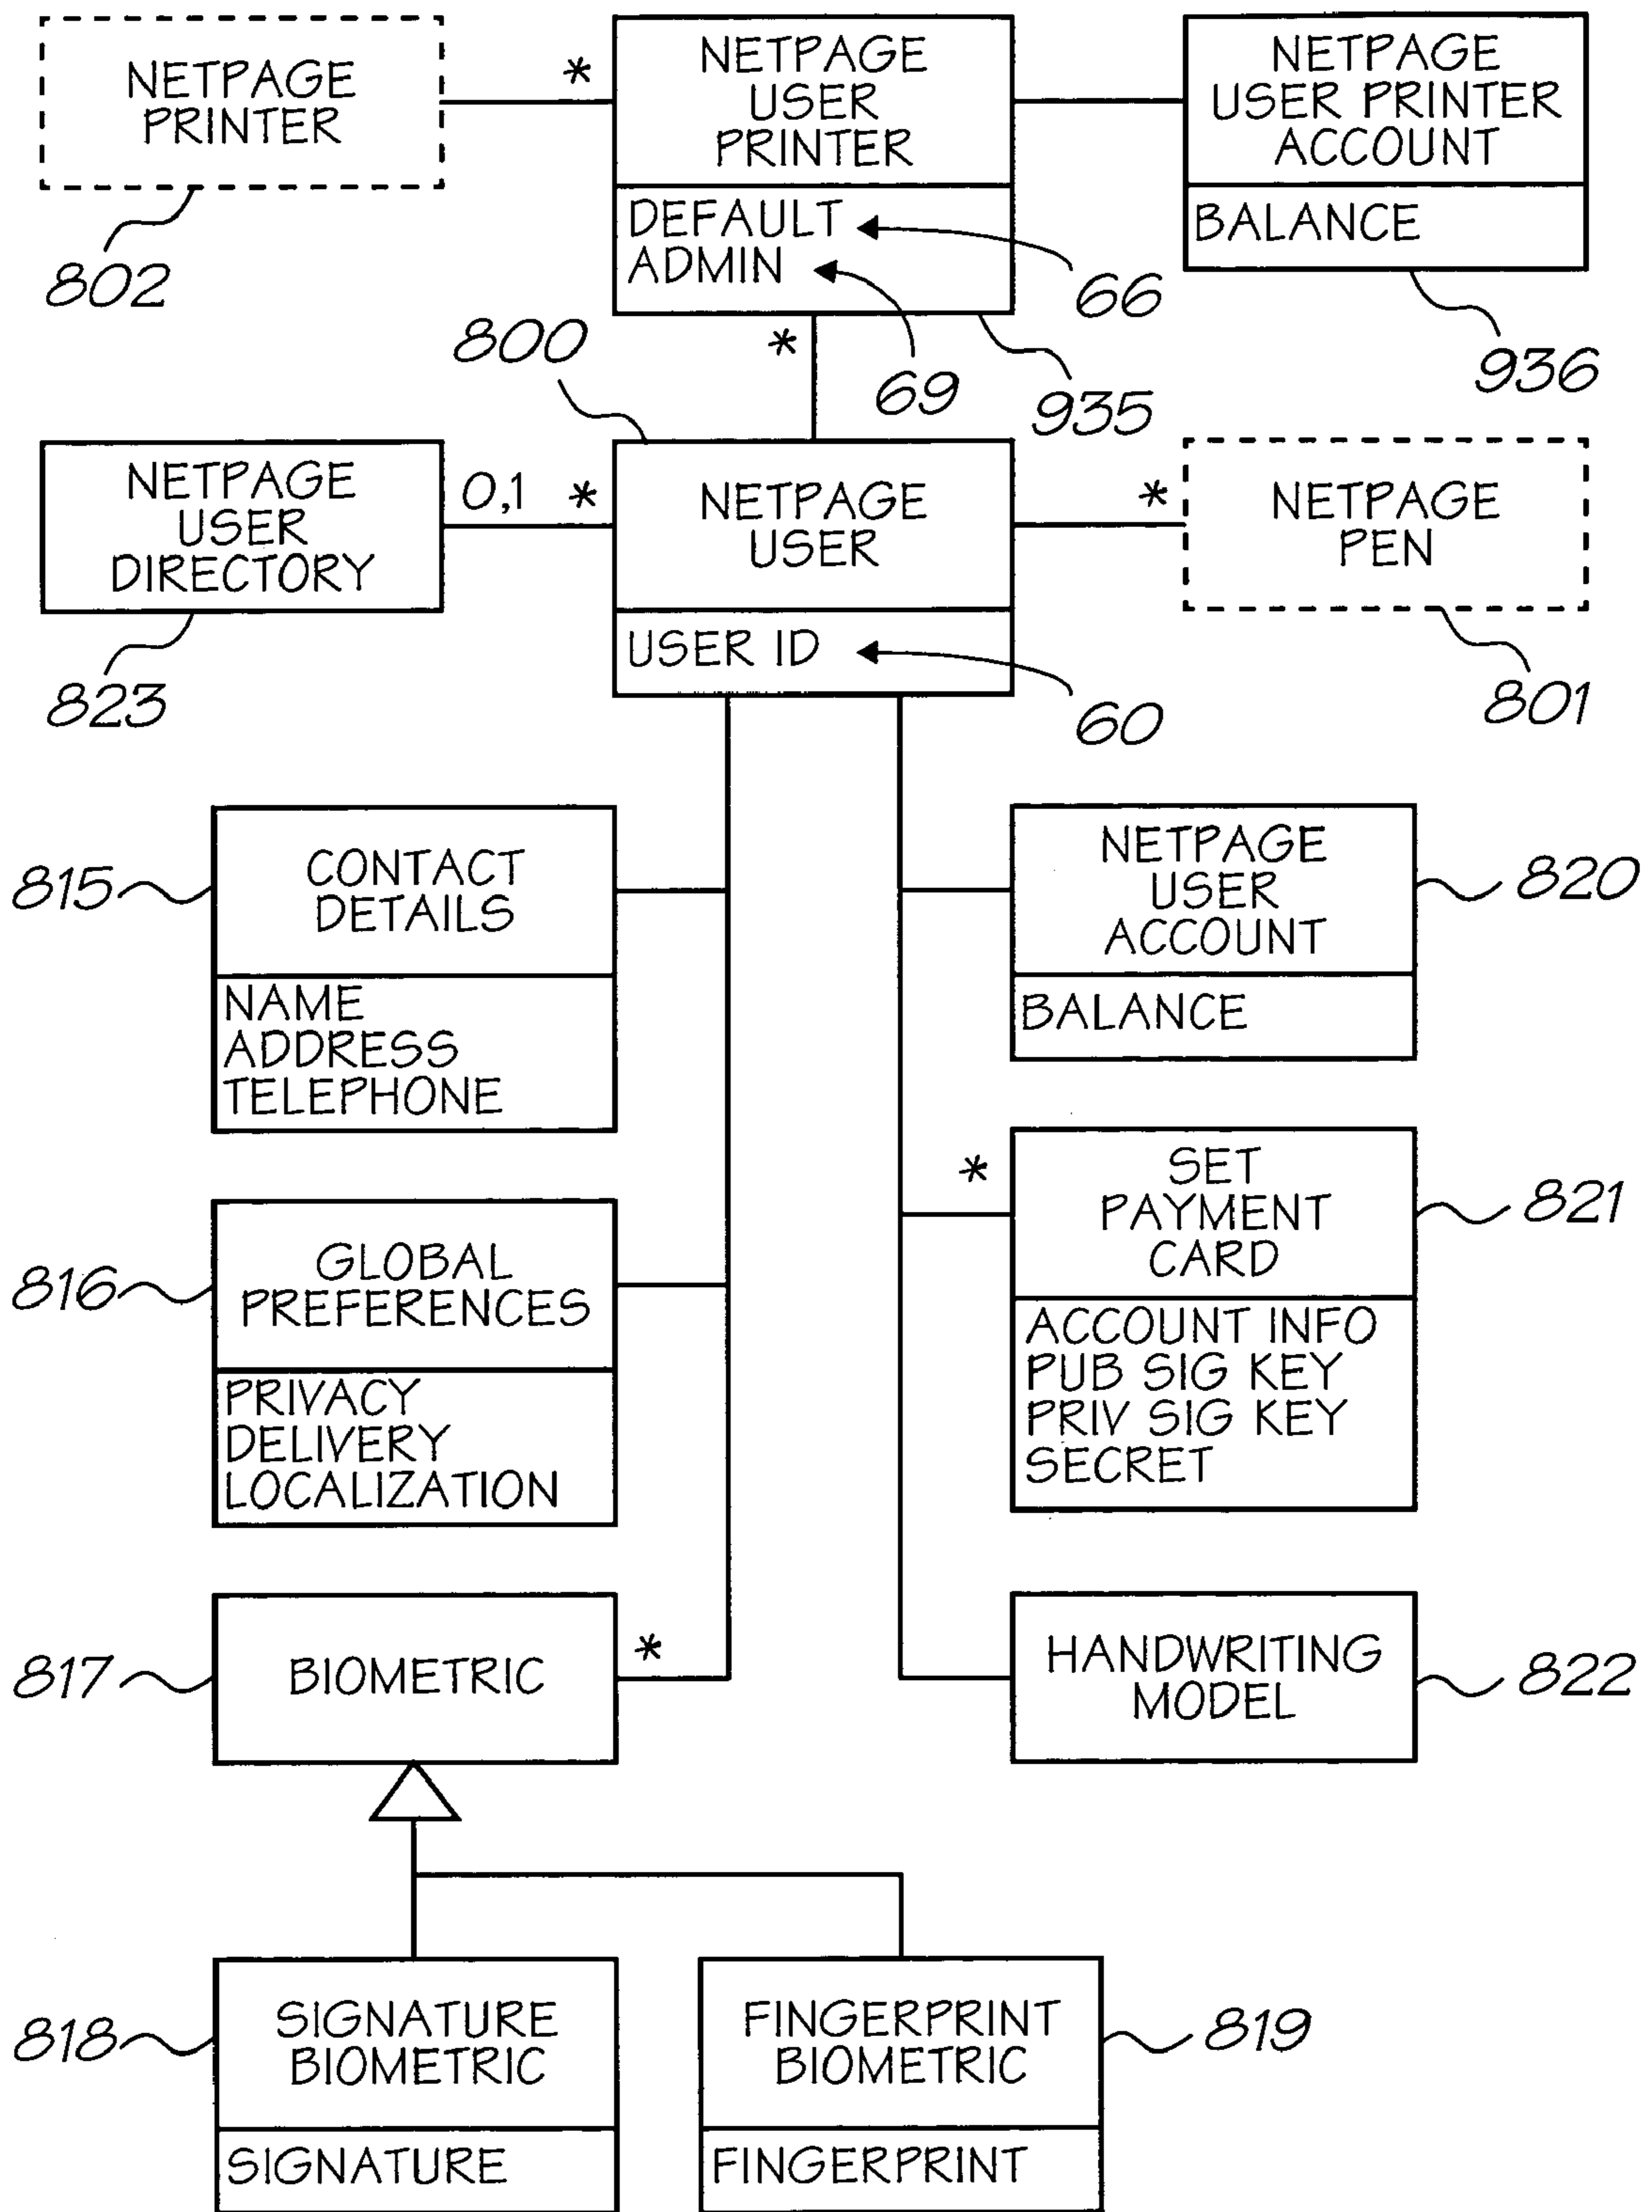 NETPAGE
PRINTER
802
*
NETPAGE
USER
PRINTER
DEFAULT
ADMIN
66
69
935
*
NETPAGE
USER PRINTER
ACCOUNT
BALANCE
936
800
NETPAGE
USER
DIRECTORY
823
0,1 *
NETPAGE
USER
USER ID
60
*
NETPAGE
PEN
801
815
CONTACT
DETAILS
NAME
ADDRESS
TELEPHONE
NETPAGE
USER
ACCOUNT
BALANCE
820
816
GLOBAL
PREFERENCES
PRIVACY
DELIVERY
LOCALIZATION
*
SET
PAYMENT
CARD
ACCOUNT INFO
PUB SIG KEY
PRIV SIG KEY
SECRET
821
817
BIOMETRIC
*
HANDWRITING
MODEL
822
818
SIGNATURE
BIOMETRIC
SIGNATURE
FINGERPRINT
BIOMETRIC
FINGERPRINT
819